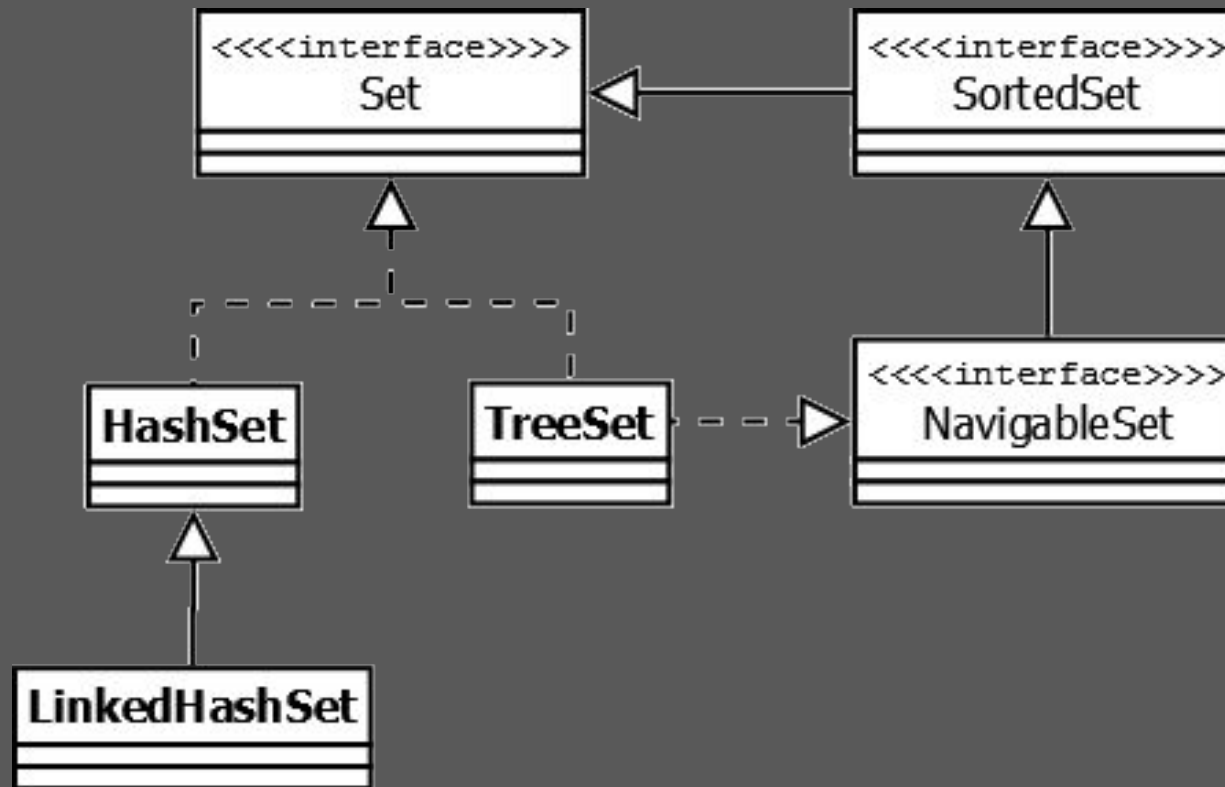 <<<<interface>>>>
Set
<<<<interface>>>>
SortedSet
HashSet
TreeSet
<<<<interface>>>>
NavigableSet
LinkedHashSet